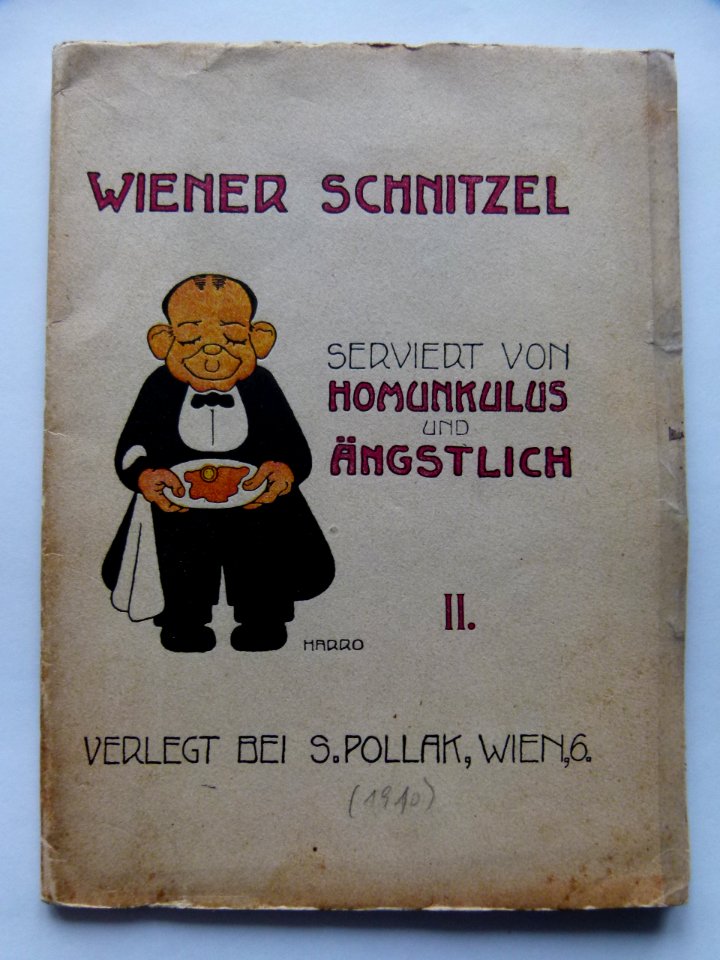 WIENER SCHNITZEL
SERVIERT VON
HOMUNKULUS
UND
ÄNGSTLICH
II.
HARRO
VERLEGT BEI S. POLLAK, WIEN, 6.
(1910)